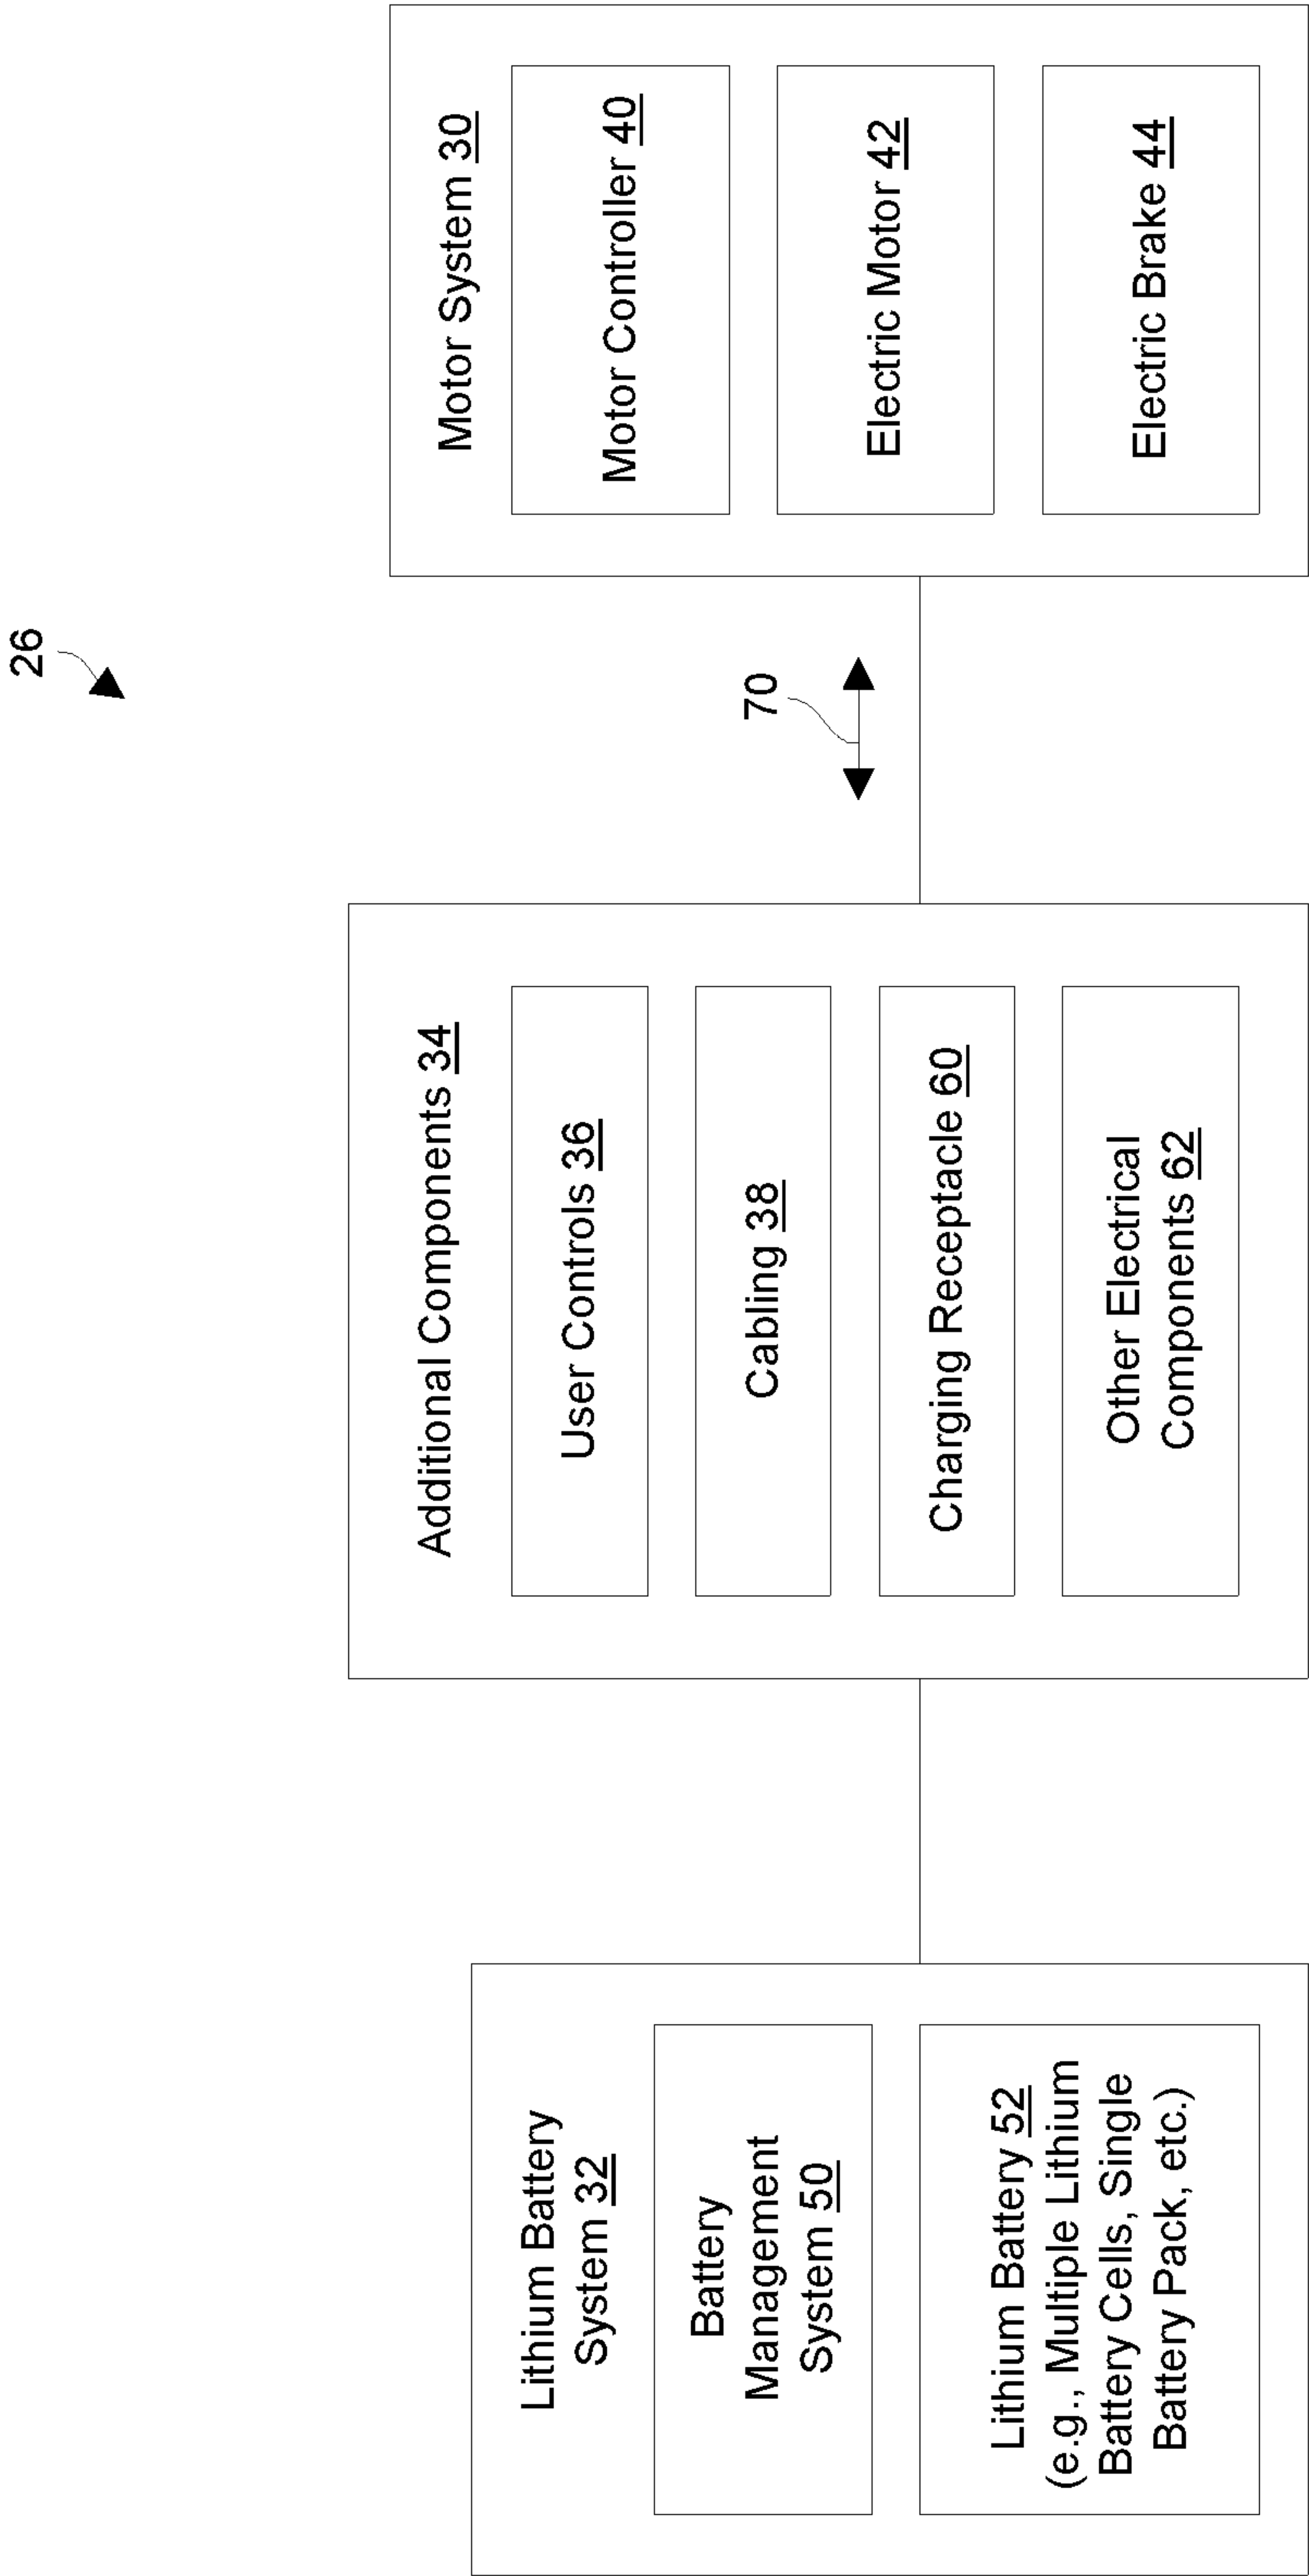 26
Lithium Battery
System 32
Battery
Management
System 50
Lithium Battery 52
(e.g., Multiple Lithium
Battery Cells, Single
Battery Pack, etc.)
Additional Components 34
User Controls 36
Cabling 38
Charging Receptacle 60
Other Electrical
Components 62
70
Motor System 30
Motor Controller 40
Electric Motor 42
Electric Brake 44